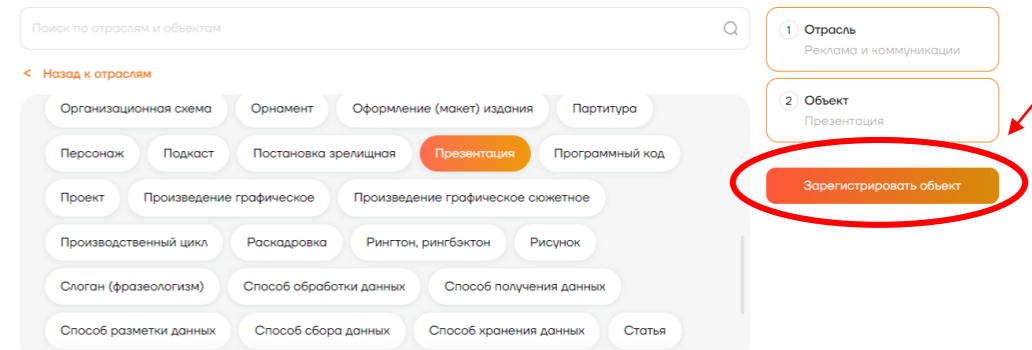 Поиск по отраслям и объектам
< Назад к отраслям
Организационная схема Орнамент Оформление (макет) издания Партитура
Персонаж Подкаст Постановка зрелищная Презентация Программный код
Проект Произведение графическое Произведение графическое сюжетное
Производственный цикл Раскадровка Рингтон, рингбэктон Рисунок
Слоган (фразеологизм) Способ обработки данных Способ получения данных
Способ разметки данных Способ сбора данных Способ хранения данных Статья
1 Отрасль
Реклама и коммуникации
2 Объект
Презентация
Зарегистрировать объект